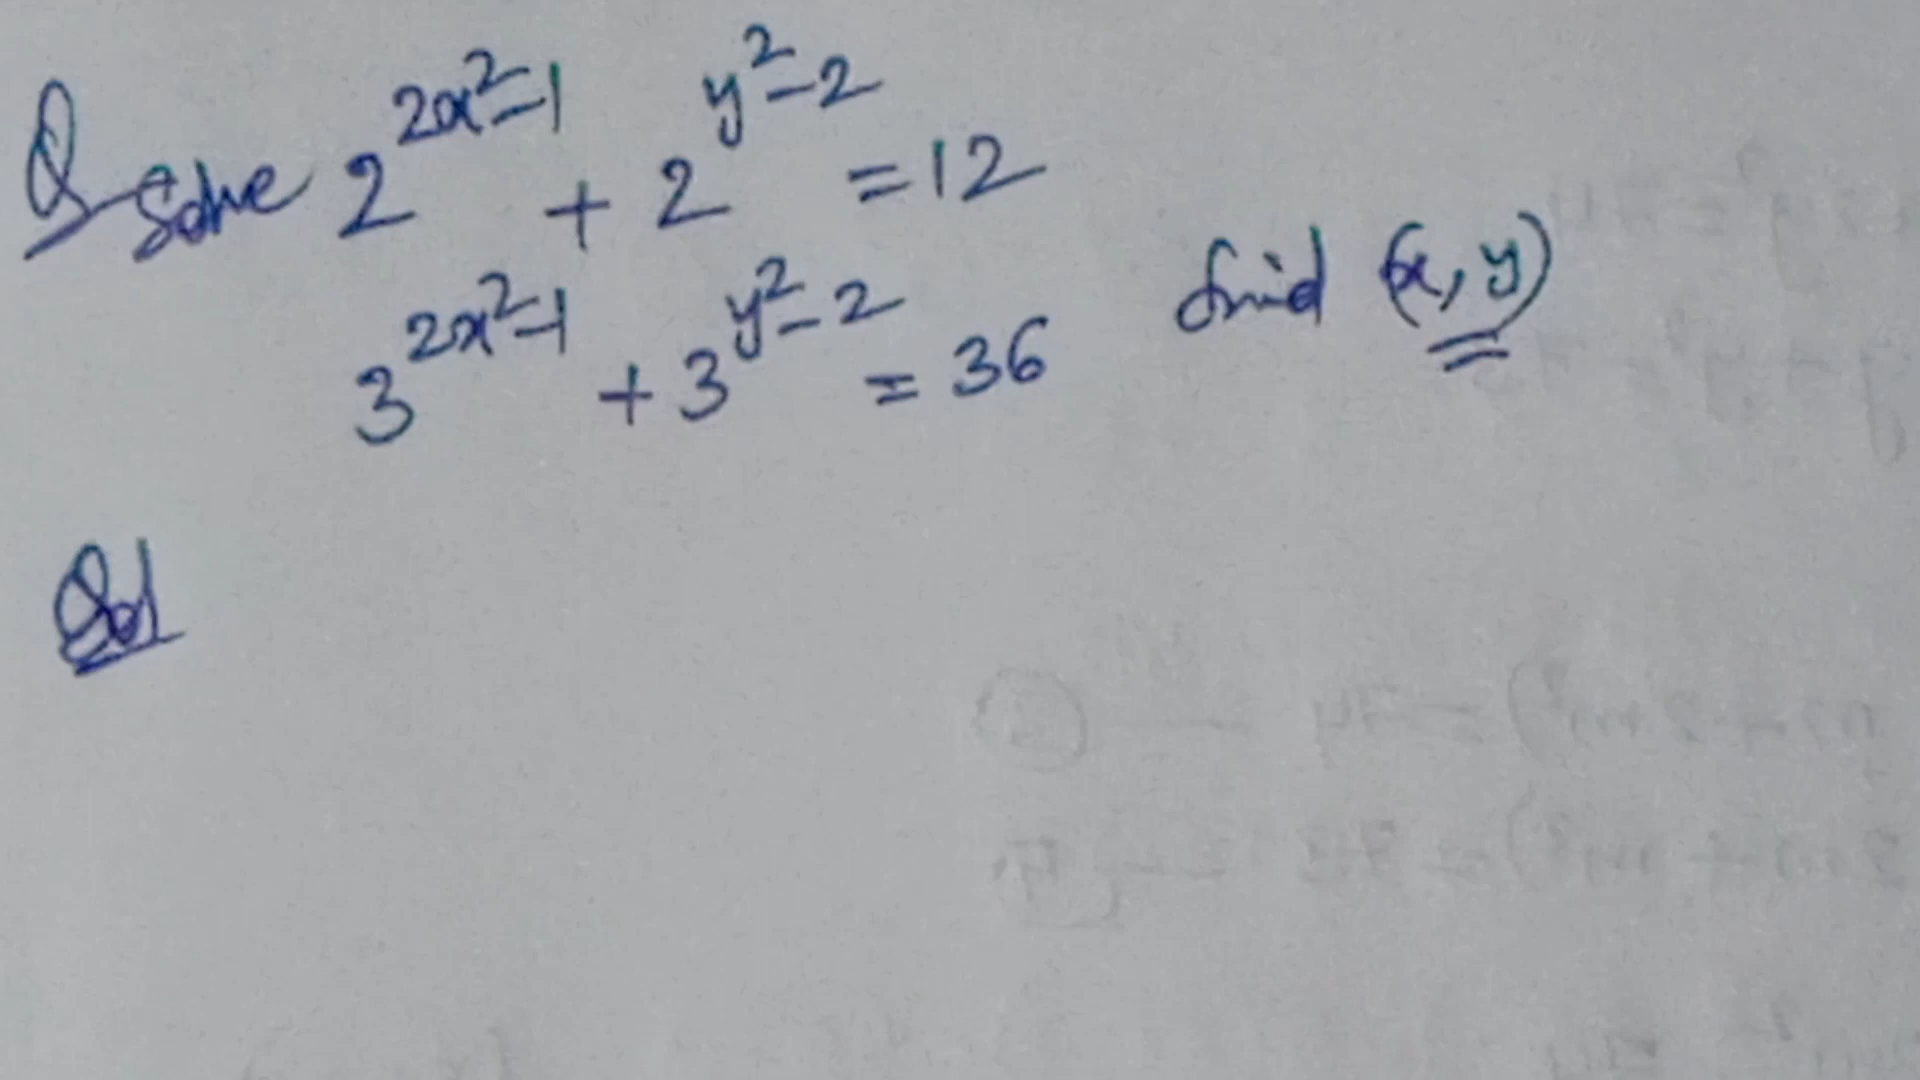 Q Solve 2^{2x²-1} + 2^{y²-2} = 12
3^{2x²-1} + 3^{y²-2} = 36 find (x, y)
Sol